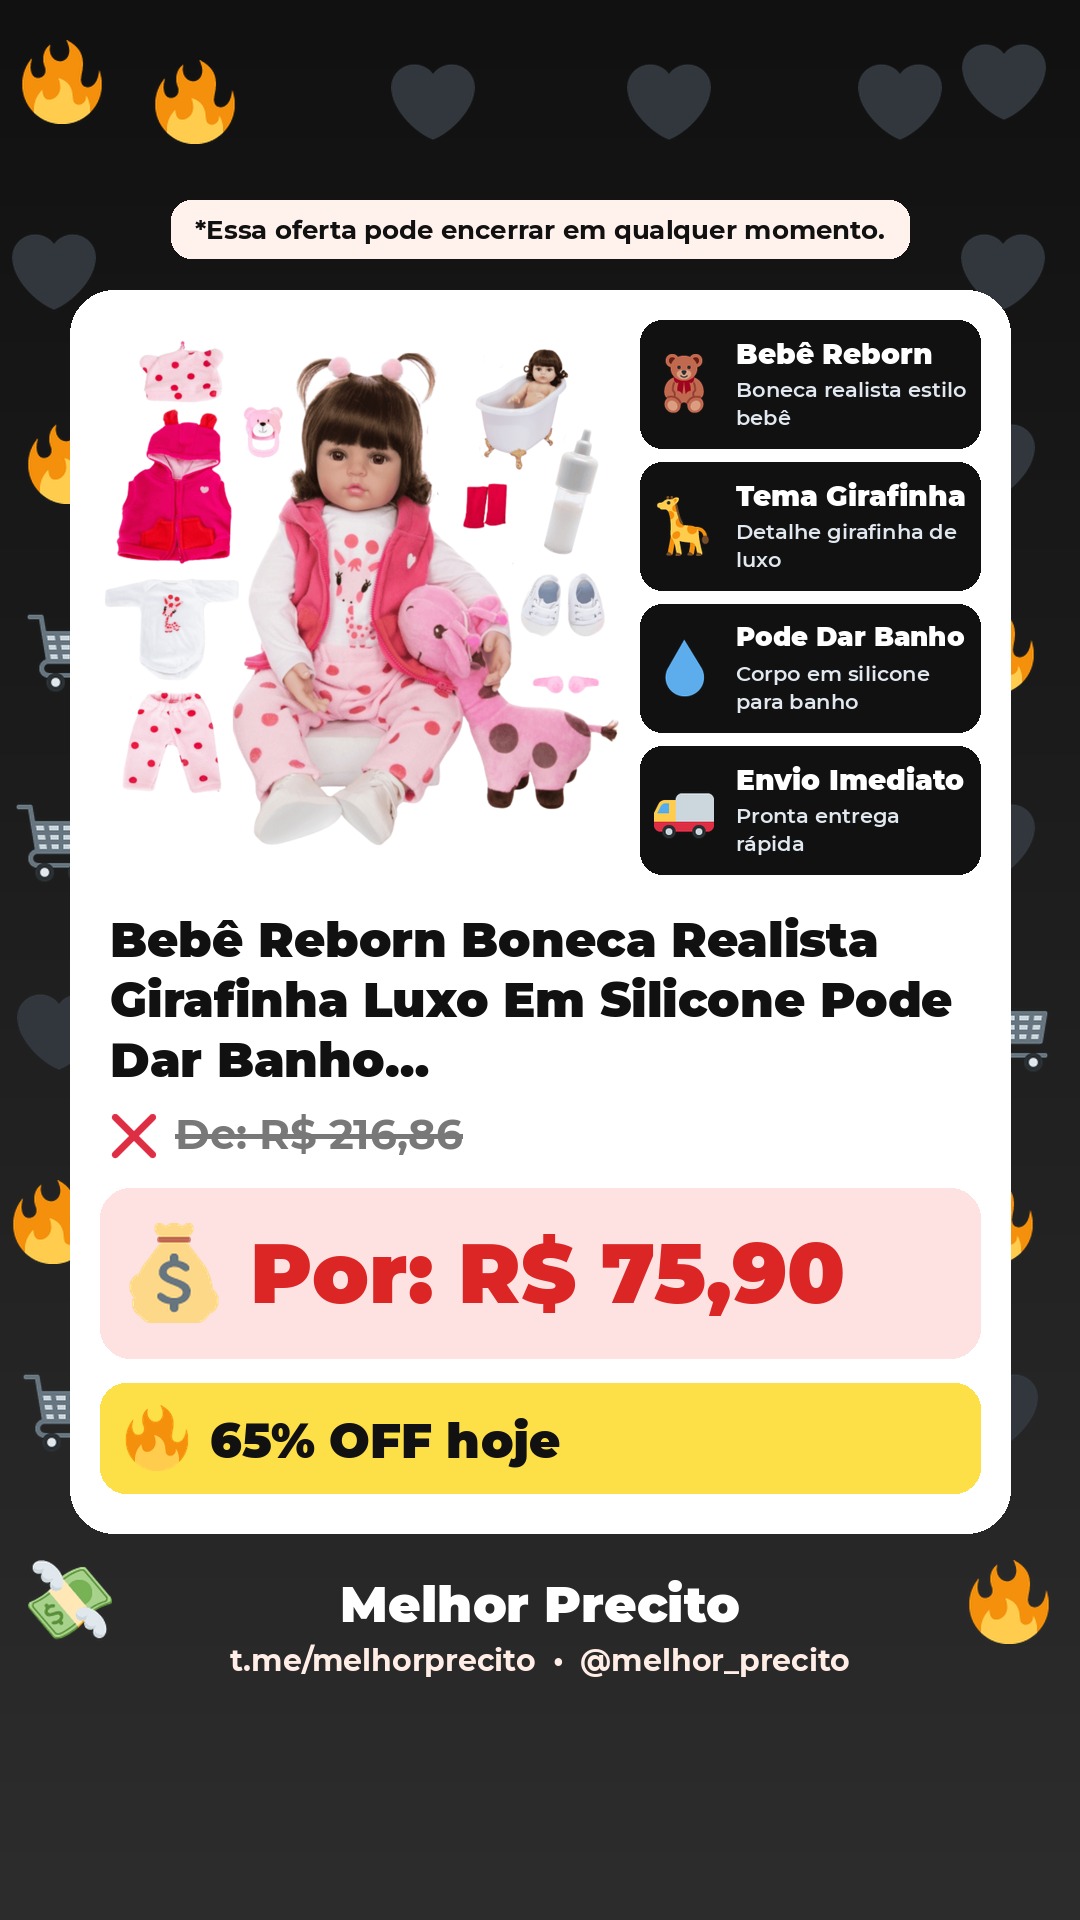 *Essa oferta pode encerrar em qualquer momento.
Bebê Reborn
Boneca realista estilo
bebê
Tema Girafinha
Detalhe girafinha de
luxo
Pode Dar Banho
Corpo em silicone
para banho
Envio Imediato
Pronta entrega
rápida
Bebê Reborn Boneca Realista
Girafinha Luxo Em Silicone Pode
Dar Banho...
De: R$ 216,86
Por: R$ 75,90
65% OFF hoje
Melhor Precito
t.me/melhorprecito • @melhor_precito